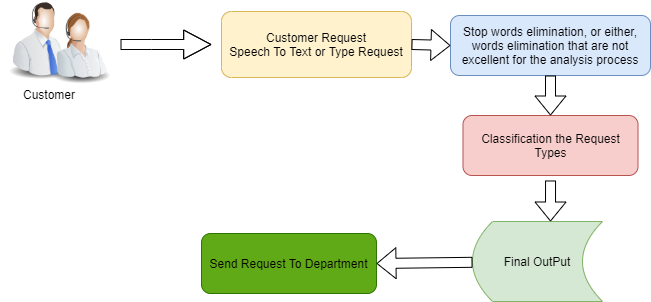 Customer
Customer Request
Speech To Text or Type Request
Stop words elimination, or either,
words elimination that are not
excellent for the analysis process
Classification the Request
Types
Final OutPut
Send Request To Department